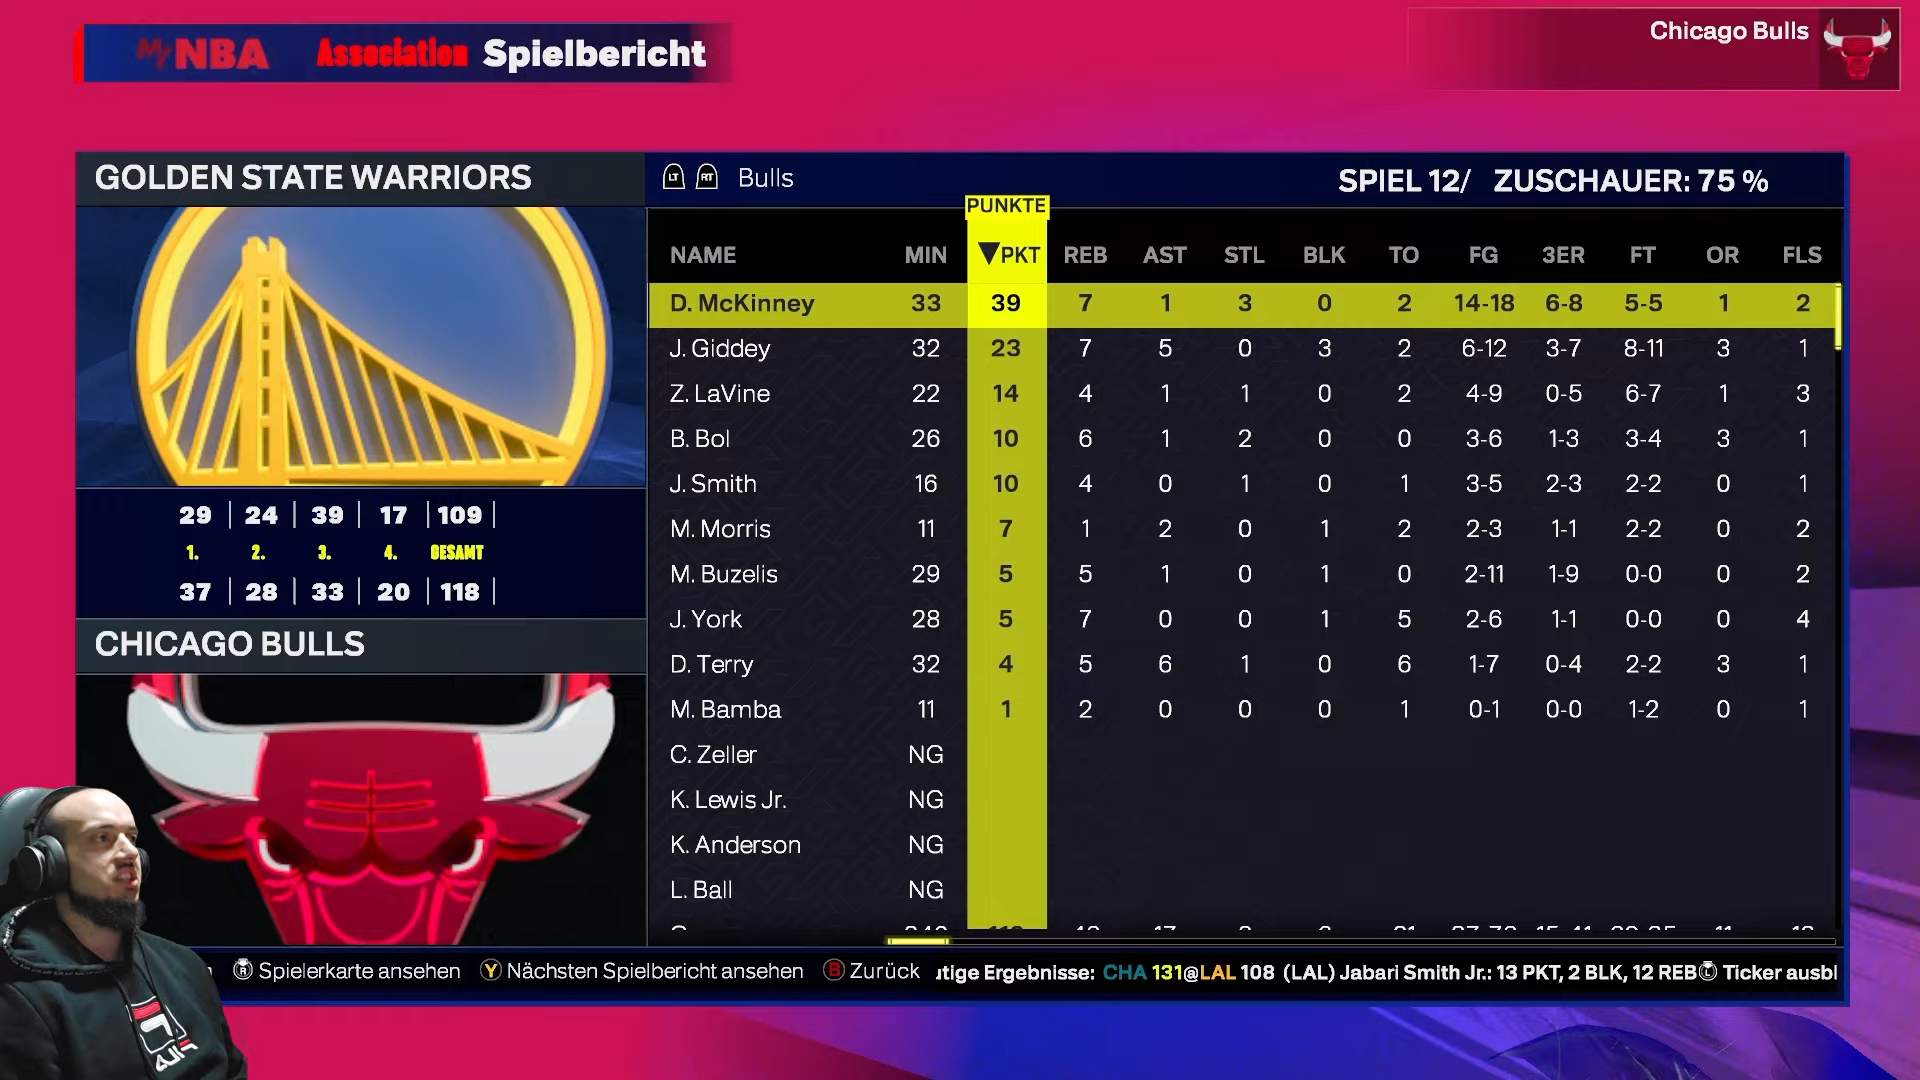 MyNBA Association Spielbericht
Chicago Bulls
GOLDEN STATE WARRIORS
29 | 24 | 39 | 17 | 109 |
1. 2. 3. 4. GESAMT
37 | 28 | 33 | 20 | 118 |
CHICAGO BULLS
LT RT Bulls
SPIEL 12/ ZUSCHAUER: 75 %
PUNKTE
NAME MIN ▼PKT REB AST STL BLK TO FG 3ER FT OR FLS
D. McKinney 33 39 7 1 3 0 2 14-18 6-8 5-5 1 2
J. Giddey 32 23 7 5 0 3 2 6-12 3-7 8-11 3 1
Z. LaVine 22 14 4 1 1 0 2 4-9 0-5 6-7 1 3
B. Bol 26 10 6 1 2 0 0 3-6 1-3 3-4 3 1
J. Smith 16 10 4 0 1 0 1 3-5 2-3 2-2 0 1
M. Morris 11 7 1 2 0 1 2 2-3 1-1 2-2 0 2
M. Buzelis 29 5 5 1 0 1 0 2-11 1-9 0-0 0 2
J. York 28 5 7 0 0 1 5 2-6 1-1 0-0 0 4
D. Terry 32 4 5 6 1 0 6 1-7 0-4 2-2 3 1
M. Bamba 11 1 2 0 0 0 1 0-1 0-0 1-2 0 1
C. Zeller NG
K. Lewis Jr. NG
K. Anderson NG
L. Ball NG
R Spielerkarte ansehen Y Nächsten Spielbericht ansehen B Zurück utige Ergebnisse: CHA 131@LAL 108 (LAL) Jabari Smith Jr.: 13 PKT, 2 BLK, 12 REB L Ticker ausbl
FILA